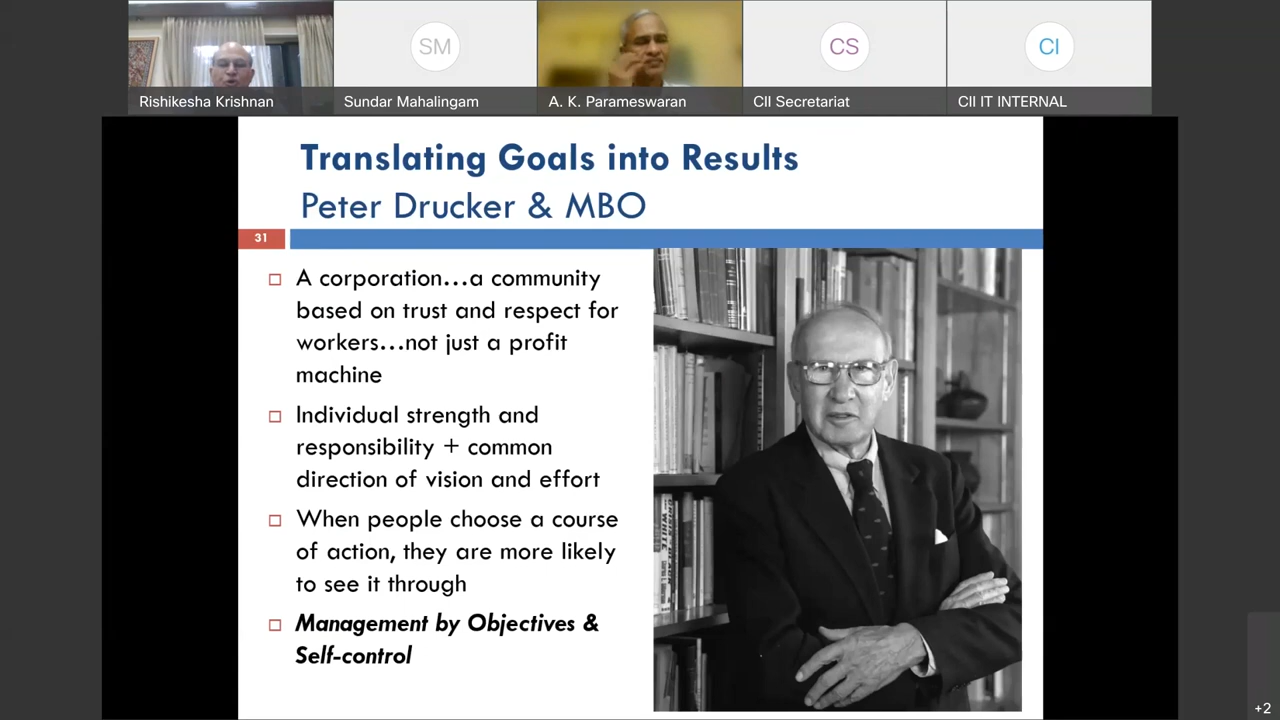 SM
CS
CI
Rishikesha Krishnan
Sundar Mahalingam
A. K. Parameswaran
CII Secretariat
CII IT INTERNAL
Translating Goals into Results
Peter Drucker & MBO
31
□ A corporation...a community
based on trust and respect for
workers...not just a profit
machine
□ Individual strength and
responsibility + common
direction of vision and effort
□ When people choose a course
of action, they are more likely
to see it through
□ Management by Objectives &
Self-control
+2